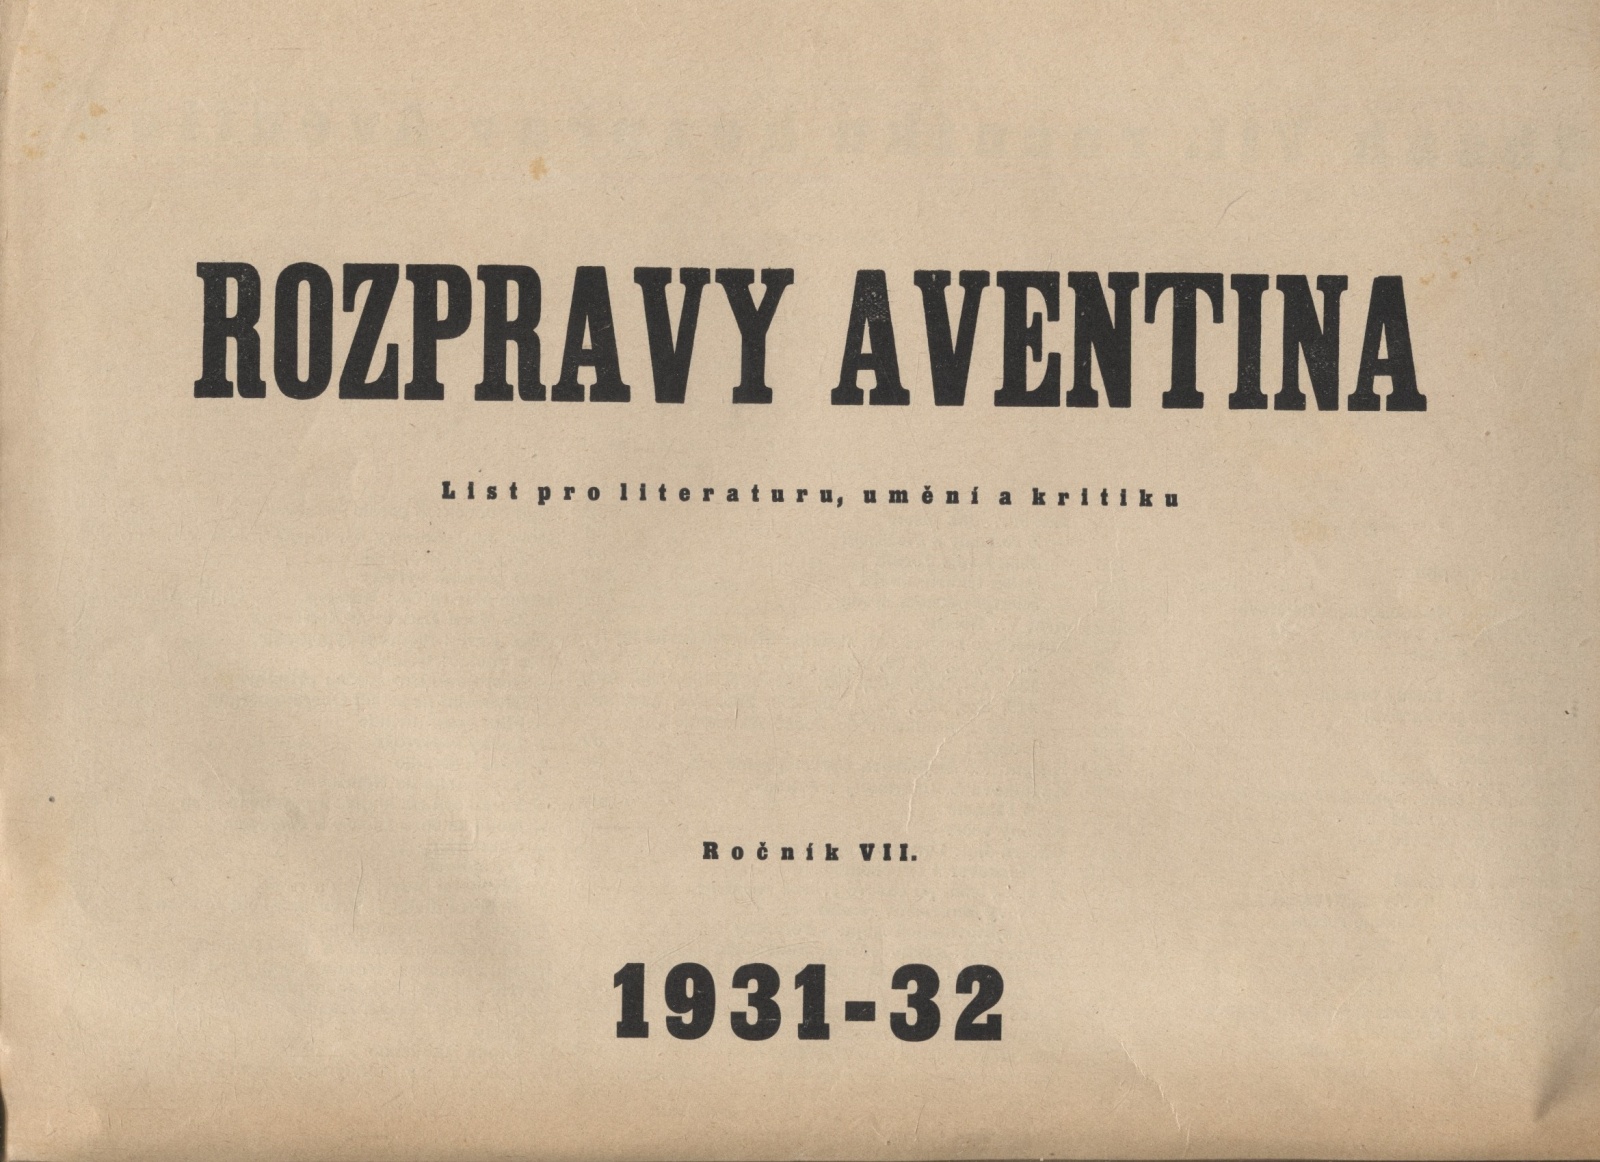 ROZPRAVY AVENTINA
List pro literaturu, umění a kritiku
Ročník VII.
1931-32